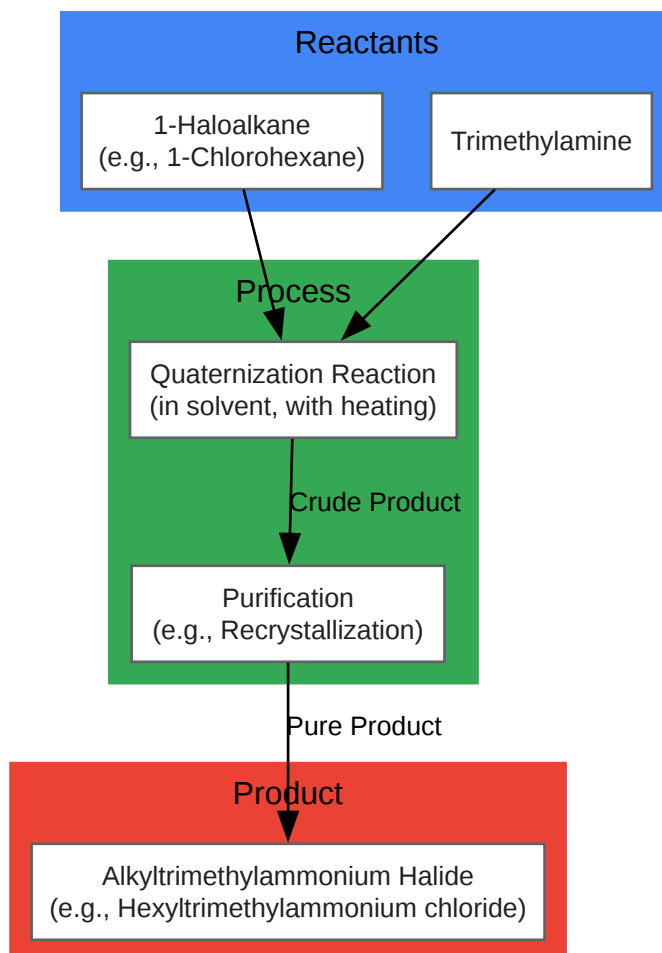 Reactants
1-Haloalkane
(e.g., 1-Chlorohexane)
Trimethylamine
Process
Quaternization Reaction
(in solvent, with heating)
Crude Product
Purification
(e.g., Recrystallization)
Pure Product
Product
Alkyltrimethylammonium Halide
(e.g., Hexyltrimethylammonium chloride)